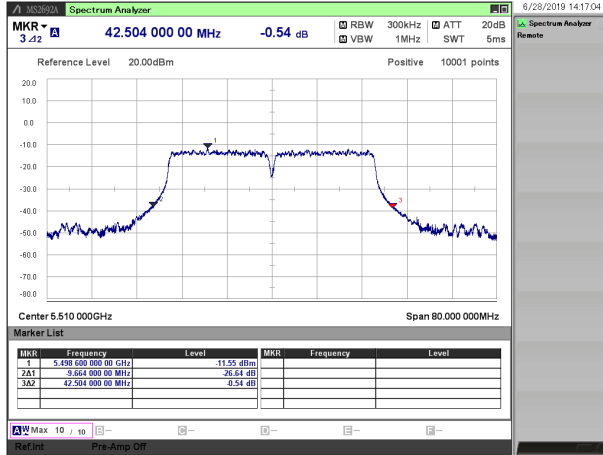 MS2692A Spectrum Analyzer
6/28/2019 14:17:04
MKR
3 Δ2 A 42.504 000 00 MHz -0.54 dB
M RBW 300kHz M ATT 20dB
M VBW 1MHz SWT 5ms
Spectrum Analyzer
Remote
Reference Level 20.00dBm Positive 10001 points
20.0
10.0
0.0
-10.0
-20.0
-30.0
-40.0
-50.0
-60.0
-70.0
-80.0
1
2
3
Center 5.510 000GHz Span 80.000 000MHz
Marker List
MKR Frequency Level MKR Frequency Level
1 5.498 600 000 00 GHz -11.55 dBm
2Δ1 -9.664 000 00 MHz -26.64 dB
3Δ2 42.504 000 00 MHz -0.54 dB
A W Max 10 / 10 B-- C-- D-- E-- F--
Ref.Int Pre-Amp Off